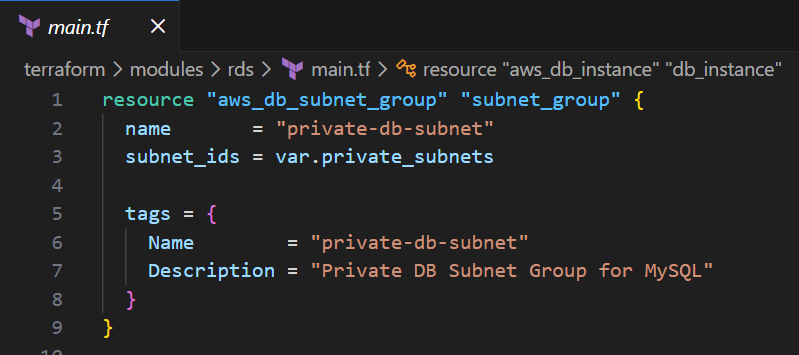 main.tf
terraform > modules > rds > main.tf > resource "aws_db_instance" "db_instance"
1 resource "aws_db_subnet_group" "subnet_group" {
2   name       = "private-db-subnet"
3   subnet_ids = var.private_subnets
4
5   tags = {
6     Name        = "private-db-subnet"
7     Description = "Private DB Subnet Group for MySQL"
8   }
9 }
10